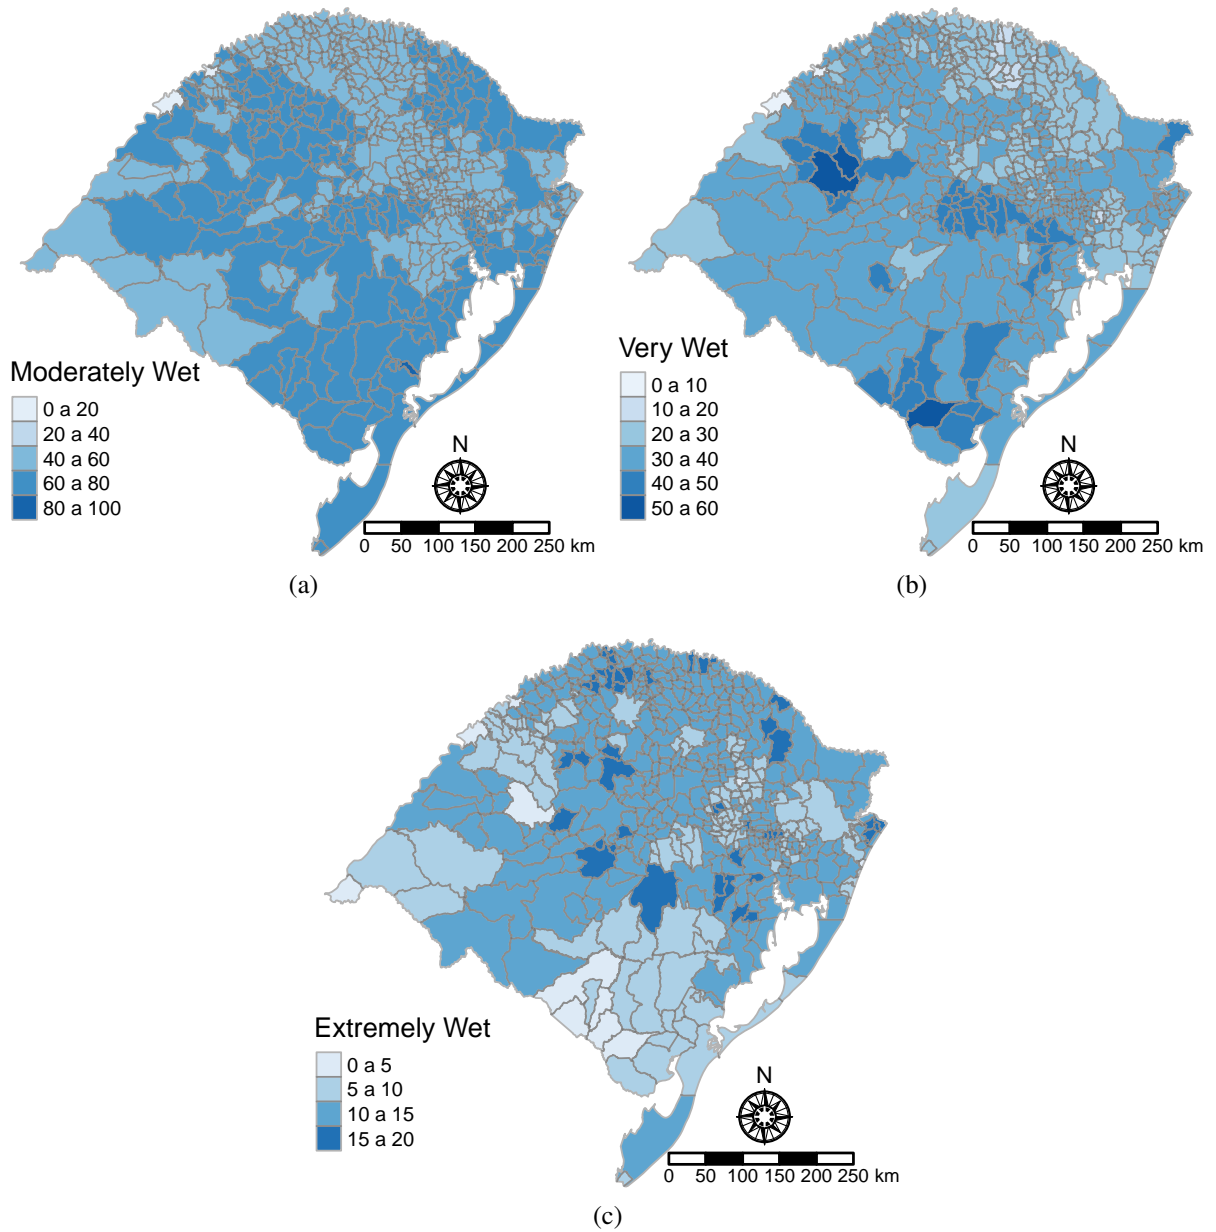 Moderately Wet
0 a 20
20 a 40
40 a 60
60 a 80
80 a 100
N
0 50 100 150 200 250 km
(a)
Very Wet
0 a 10
10 a 20
20 a 30
30 a 40
40 a 50
50 a 60
N
0 50 100 150 200 250 km
(b)
Extremely Wet
0 a 5
5 a 10
10 a 15
15 a 20
N
0 50 100 150 200 250 km
(c)